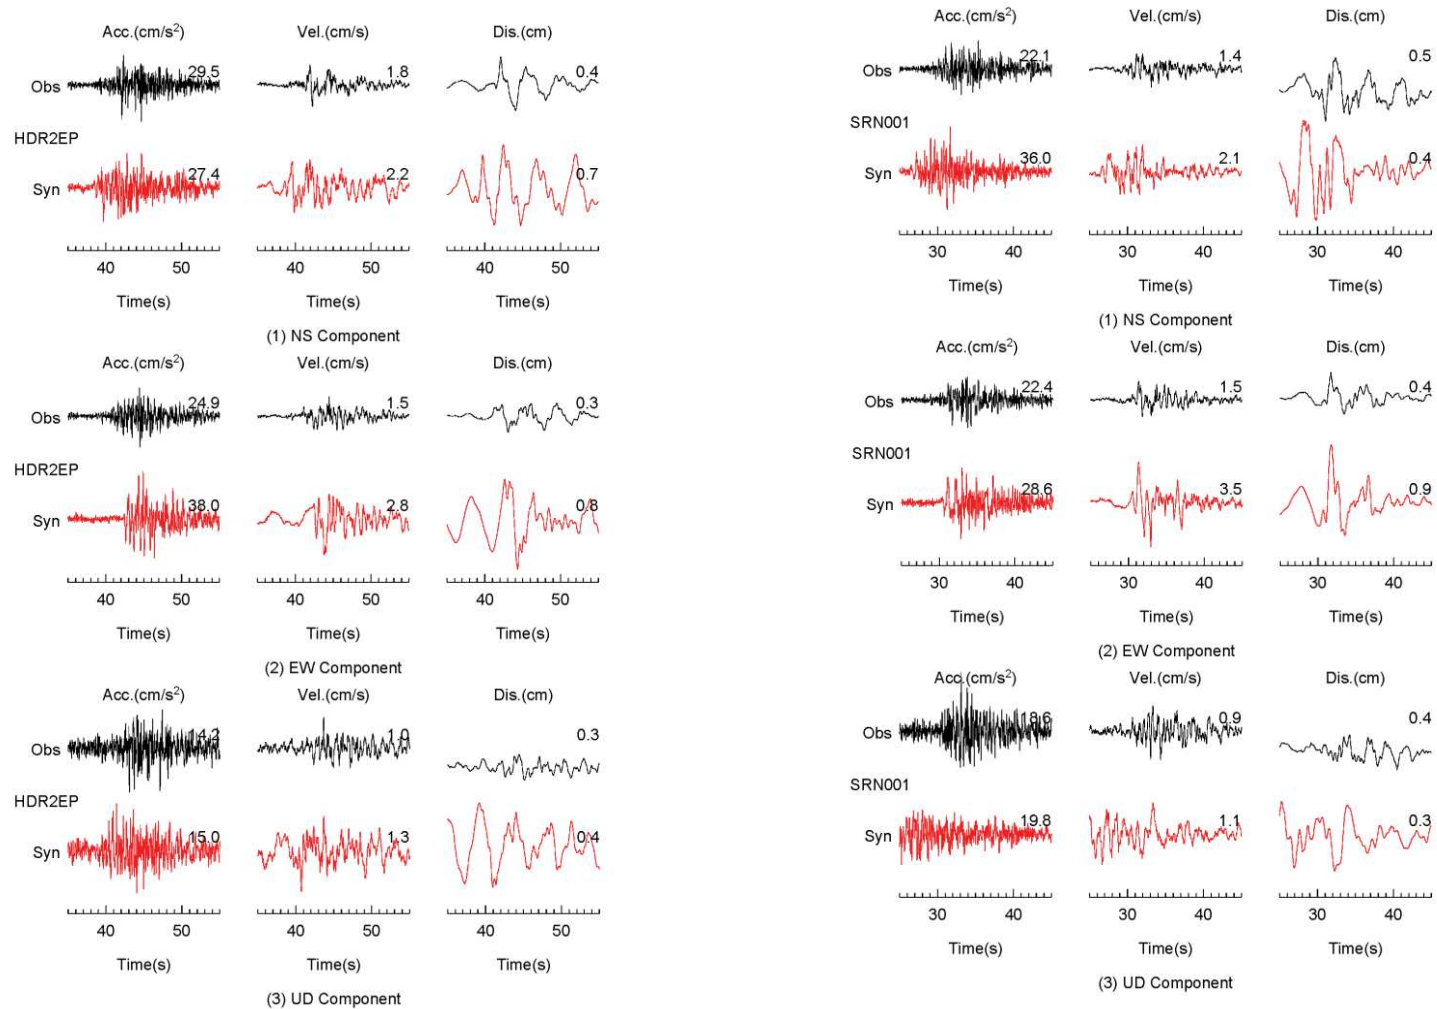 Acc.(cm/s²) Vel.(cm/s) Dis.(cm)
Obs 29.5 1.8 0.4
HDR2EP
Syn 27.4 2.2 0.7
40 50 40 50 40 50
Time(s) Time(s) Time(s)
(1) NS Component
Acc.(cm/s²) Vel.(cm/s) Dis.(cm)
Obs 24.9 1.5 0.3
HDR2EP
Syn 38.0 2.8 0.8
40 50 40 50 40 50
Time(s) Time(s) Time(s)
(2) EW Component
Acc.(cm/s²) Vel.(cm/s) Dis.(cm)
Obs 14.2 1.0 0.3
HDR2EP
Syn 15.0 1.3 0.4
40 50 40 50 40 50
Time(s) Time(s) Time(s)
(3) UD Component
Acc.(cm/s²) Vel.(cm/s) Dis.(cm)
Obs 22.1 1.4 0.5
SRN001
Syn 36.0 2.1 0.4
30 40 30 40 30 40
Time(s) Time(s) Time(s)
(1) NS Component
Acc.(cm/s²) Vel.(cm/s) Dis.(cm)
Obs 22.4 1.5 0.4
SRN001
Syn 28.6 3.5 0.9
30 40 30 40 30 40
Time(s) Time(s) Time(s)
(2) EW Component
Acc.(cm/s²) Vel.(cm/s) Dis.(cm)
Obs 18.6 0.9 0.4
SRN001
Syn 19.8 1.1 0.3
30 40 30 40 30 40
Time(s) Time(s) Time(s)
(3) UD Component